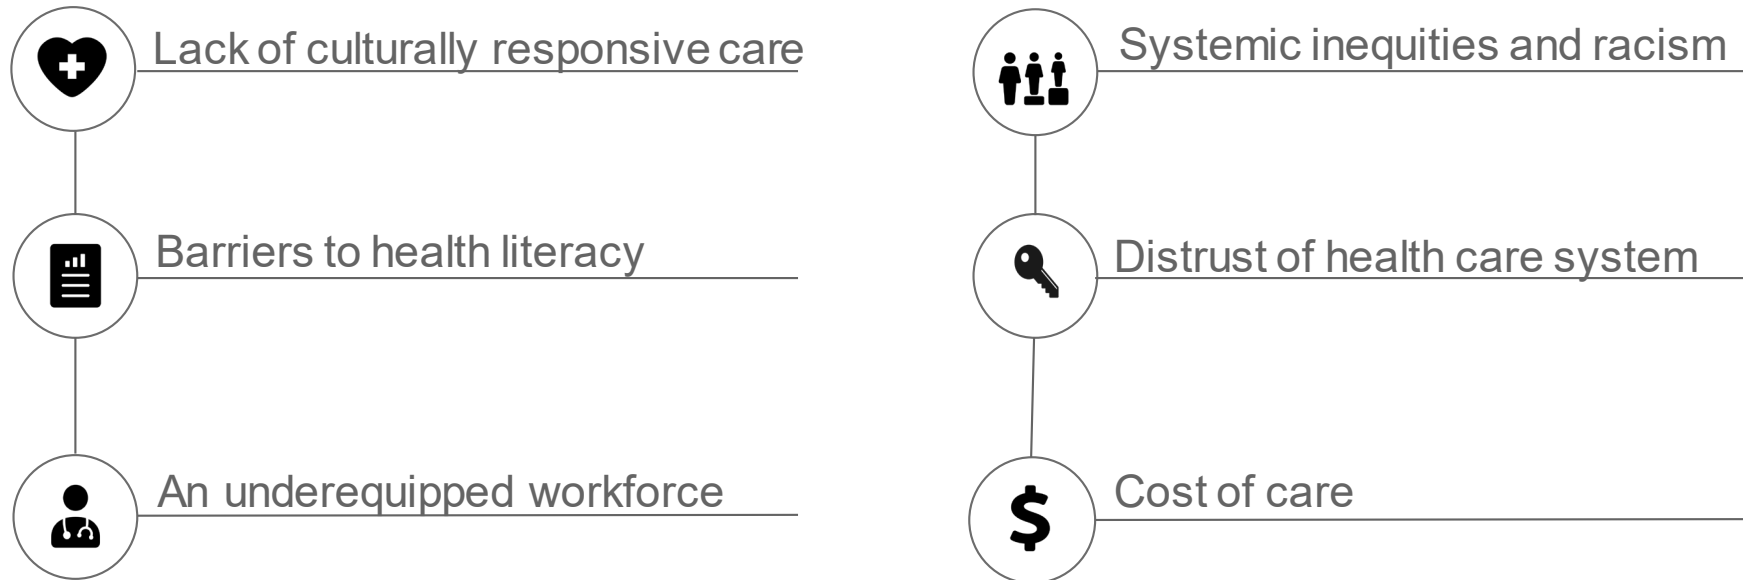 Lack of culturally responsive care
Barriers to health literacy
An underequipped workforce
Systemic inequities and racism
Distrust of health care system
Cost of care
$